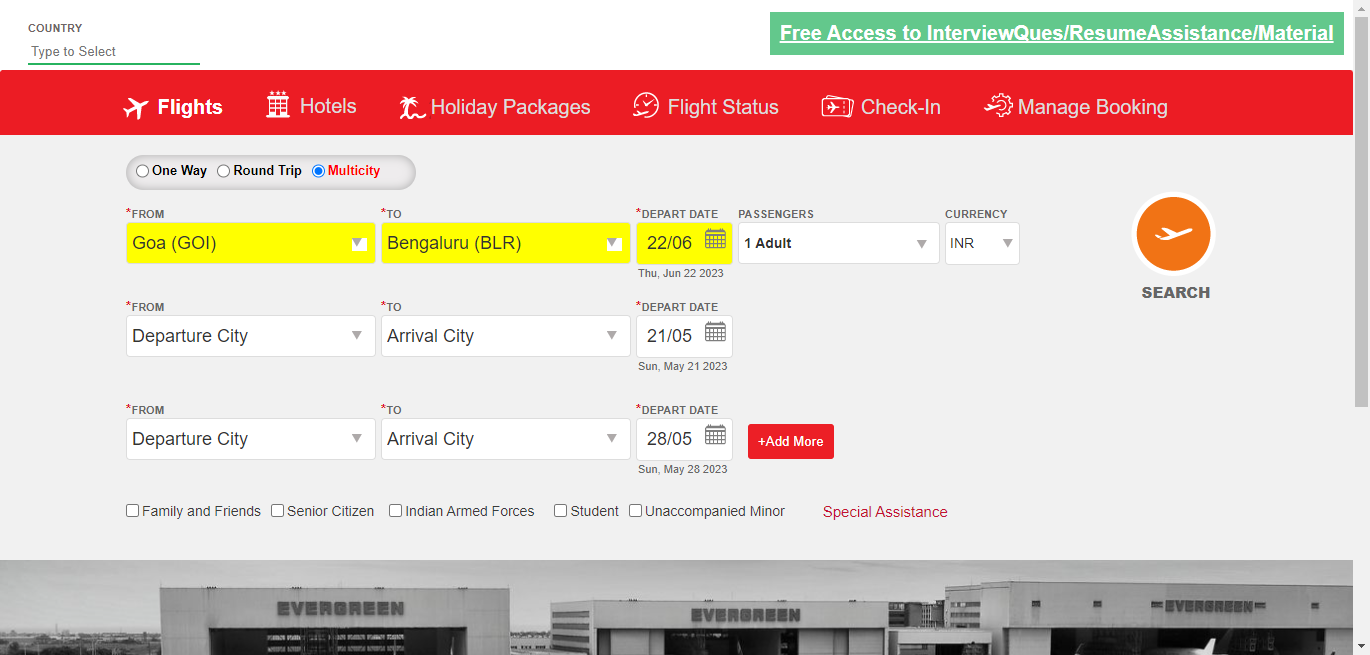 COUNTRY
Type to Select
Free Access to InterviewQues/ResumeAssistance/Material
Flights Hotels Holiday Packages Flight Status Check-In Manage Booking
One Way Round Trip Multicity
*FROM *TO *DEPART DATE PASSENGERS CURRENCY
Goa (GOI) Bengaluru (BLR) 22/06 1 Adult INR
Thu, Jun 22 2023
SEARCH
*FROM *TO *DEPART DATE
Departure City Arrival City 21/05
Sun, May 21 2023
*FROM *TO *DEPART DATE
Departure City Arrival City 28/05 +Add More
Sun, May 28 2023
Family and Friends Senior Citizen Indian Armed Forces Student Unaccompanied Minor Special Assistance
EVERGREEN EVERGREEN EVERGREEN